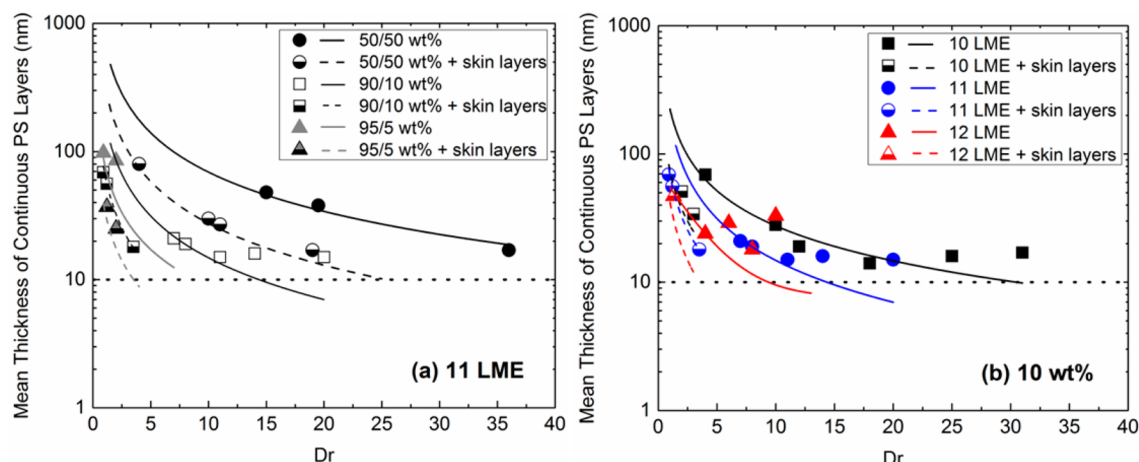 Mean Thickness of Continuous PS Layers (nm)
1000
100
10
1
50/50 wt%
50/50 wt% + skin layers
90/10 wt%
90/10 wt% + skin layers
95/5 wt%
95/5 wt% + skin layers
(a) 11 LME
0 5 10 15 20 25 30 35 40
Dr
Mean Thickness of Continuous PS Layers (nm)
1000
100
10
1
10 LME
10 LME + skin layers
11 LME
11 LME + skin layers
12 LME
12 LME + skin layers
(b) 10 wt%
0 5 10 15 20 25 30 35 40
Dr